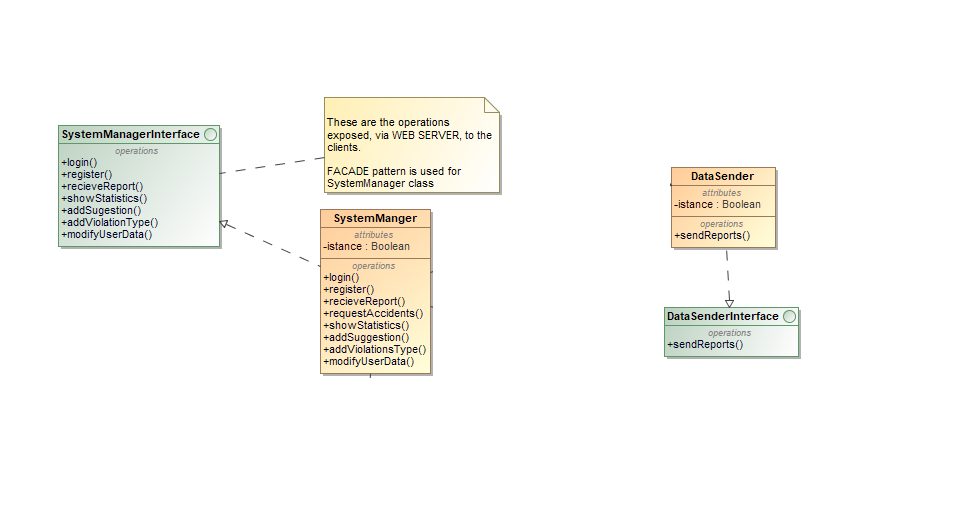 SystemManagerInterface
operations
+login()
+register()
+recieveReport()
+showStatistics()
+addSugestion()
+addViolationType()
+modifyUserData()
These are the operations
exposed, via WEB SERVER, to the
clients.
FACADE pattern is used for
SystemManager class
SystemManger
attributes
-istance : Boolean
operations
+login()
+register()
+recieveReport()
+requestAccidents()
+showStatistics()
+addSuggestion()
+addViolationsType()
+modifyUserData()
DataSender
attributes
-istance : Boolean
operations
+sendReports()
DataSenderInterface
operations
+sendReports()